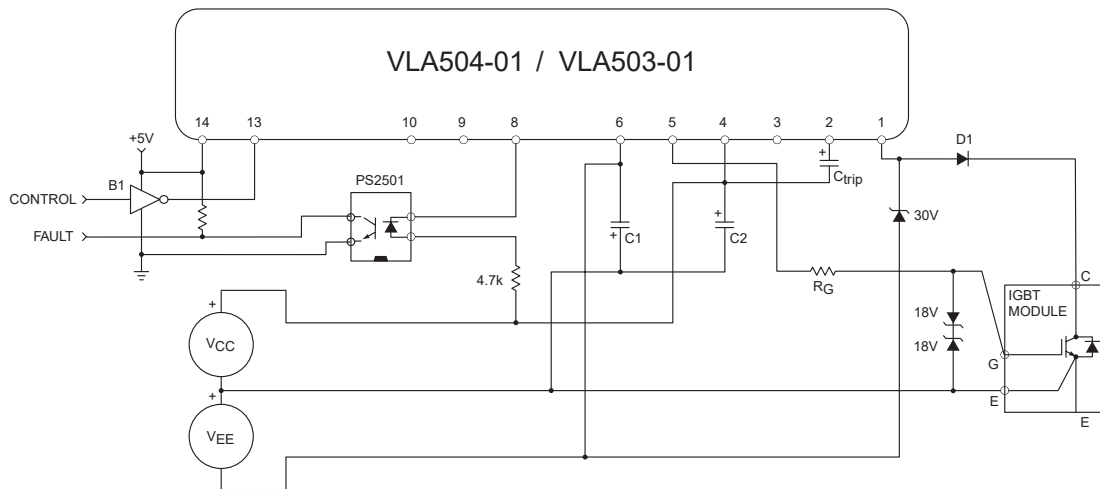 VLA504-01 / VLA503-01
14 13 10 9 8 6 5 4 3 2 1
+5V
D1
+
Ctrip
B1
PS2501
CONTROL
30V
+
FAULT
+
C1
C2
4.7k
RG
C
IGBT
MODULE
+
18V
VCC
18V
G
+
E
VEE
E